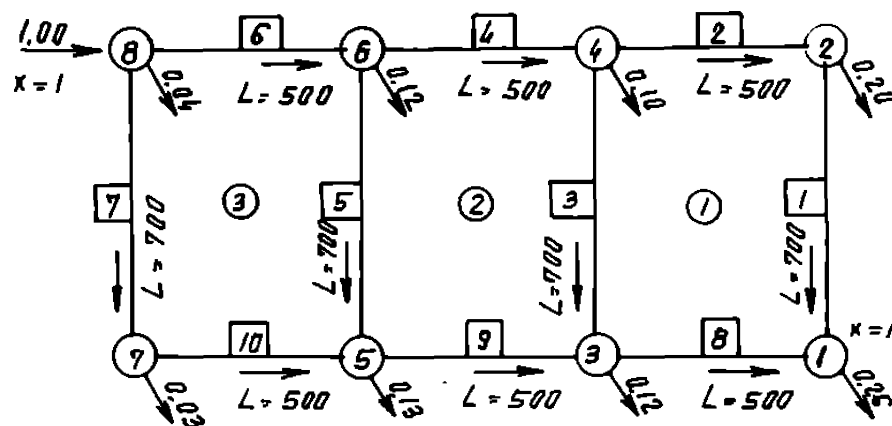 1,00
x = 1
8 6 6 4 4 2 2
0.04 0.12 0.10 0.20
L = 500 L = 500 L = 500
7 3 5 2 3 1 1
L = 700 L = 700 L = 700 L = 700
x = 1
7 10 5 9 3 8 1
0,03 0,13 0,12 0,25
L = 500 L = 500 L = 500